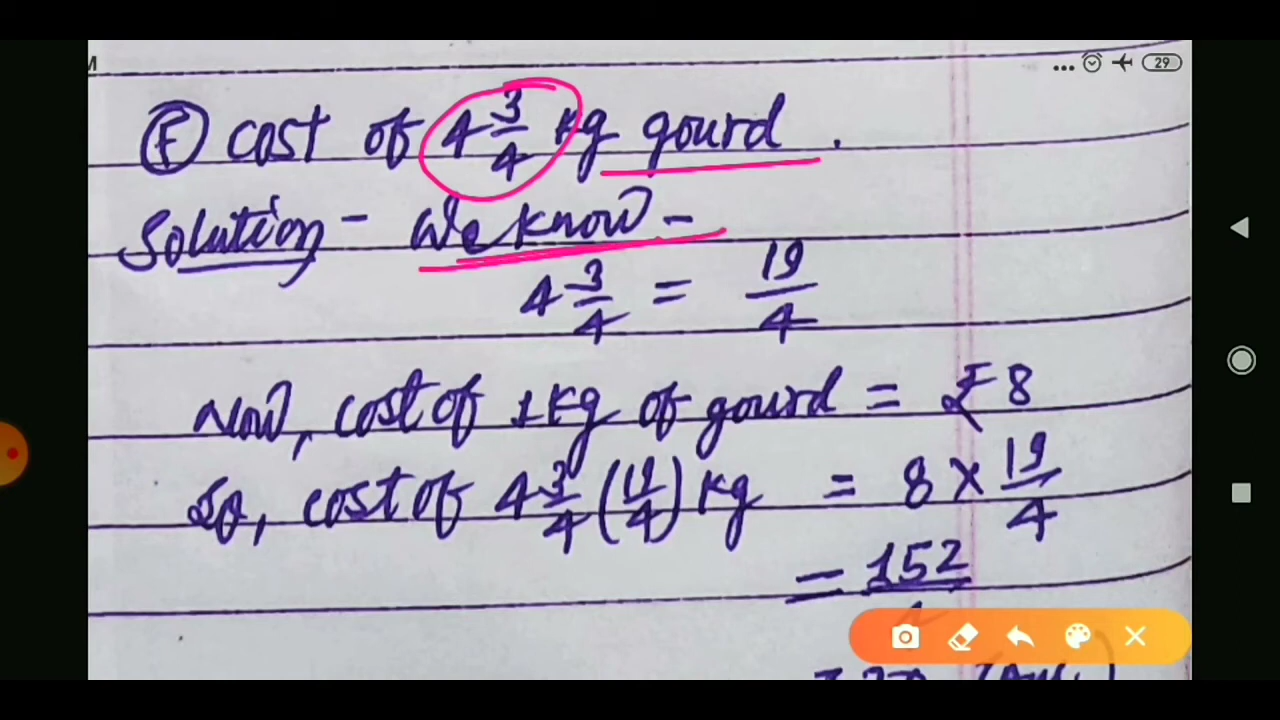 M
29
(F) cost of 4 3/4 kg gourd .
Solution - We know -
4 3/4 = 19/4
Now, cost of 1 kg of gourd = ₹ 8
So, cost of 4 3/4 (19/4) kg = 8 × 19/4
= 152